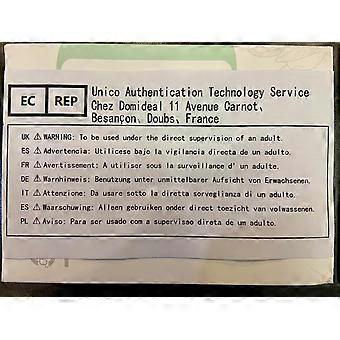 EC REP
Unico Authentication Technology Service
Chez Domideal 11 Avenue Carnot、
Besançon、Doubs、France
UK ⚠WARNING: To be used under the direct supervision of an adult.
ES ⚠Advertencia: Utilícese bajo la vigilancia directa de un adulto.
FR ⚠Avertissement: A utiliser sous la surveillance d' un adulte.
DE ⚠Warnhinweis: Benutzung unter unmittelbarer Aufsicht von Erwachsenen.
IT ⚠Attenzione: Da usare sotto la diretta sorveglianza di un adulto.
ES ⚠Waarschuwing: Alleen gebruiken onder direct toezicht van volwassenen.
PL ⚠Aviso: Para ser usado com a supervisao direta de um adulto.